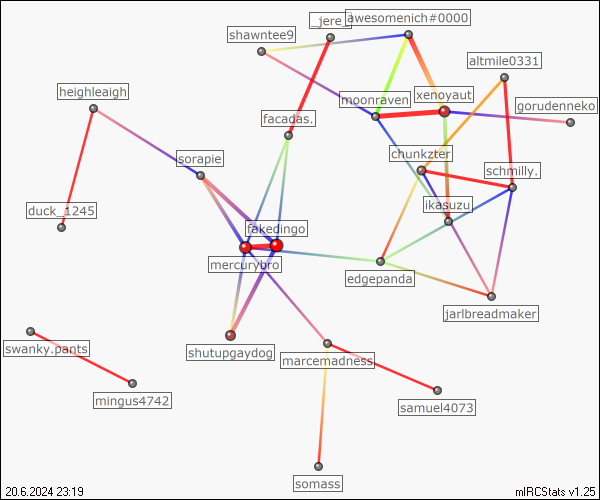 _jere_
awesomenich#0000
shawntee9
altmile0331
heighleaigh
moonraven
xenoyaut
gorudenneko
facadas.
sorapie
chunkzter
schmilly.
duck_1245
ikasuzu
fakedingo
mercurybro
edgepanda
jarlbreadmaker
swanky.pants
shutupgaydog
marcemadness
mingus4742
samuel4073
somass
20.6.2024 23:19
mIRCStats v1.25